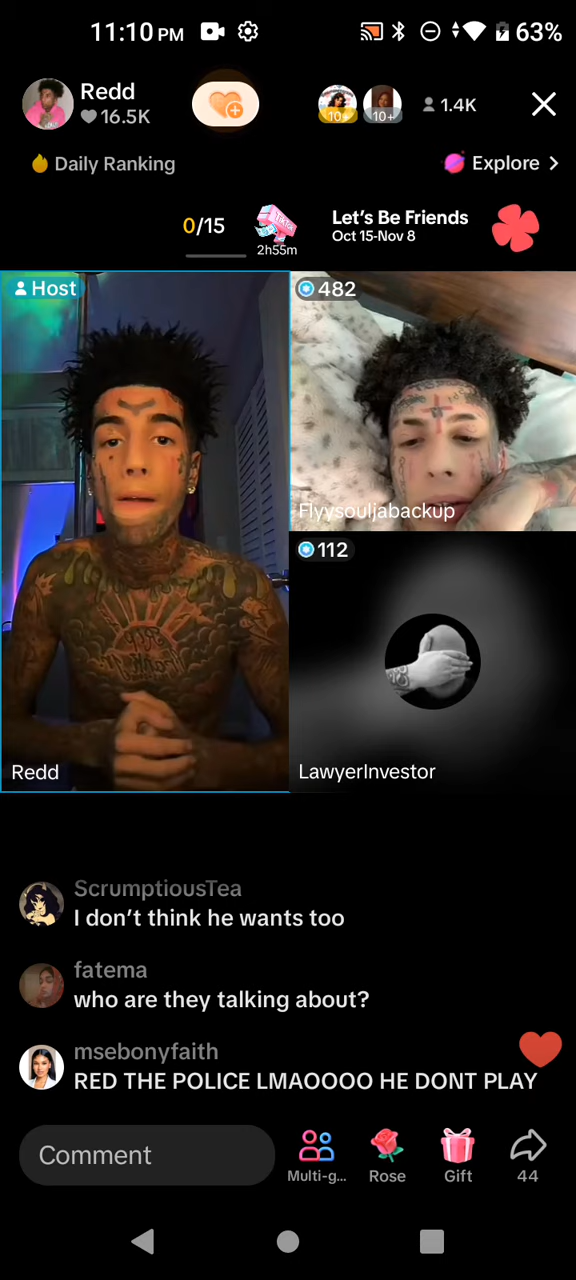 11:10 PM
63%
Redd
16.5K
10+
10+
1.4K
Daily Ranking
Explore >
0/15
TikTok
2h55m
Let's Be Friends
Oct 15-Nov 8
Host
482
Flyysouljabackup
112
Redd
LawyerInvestor
ScrumptiousTea
I don't think he wants too
fatema
who are they talking about?
msebonyfaith
RED THE POLICE LMAOOOO HE DONT PLAY
Comment
Multi-g...
Rose
Gift
44